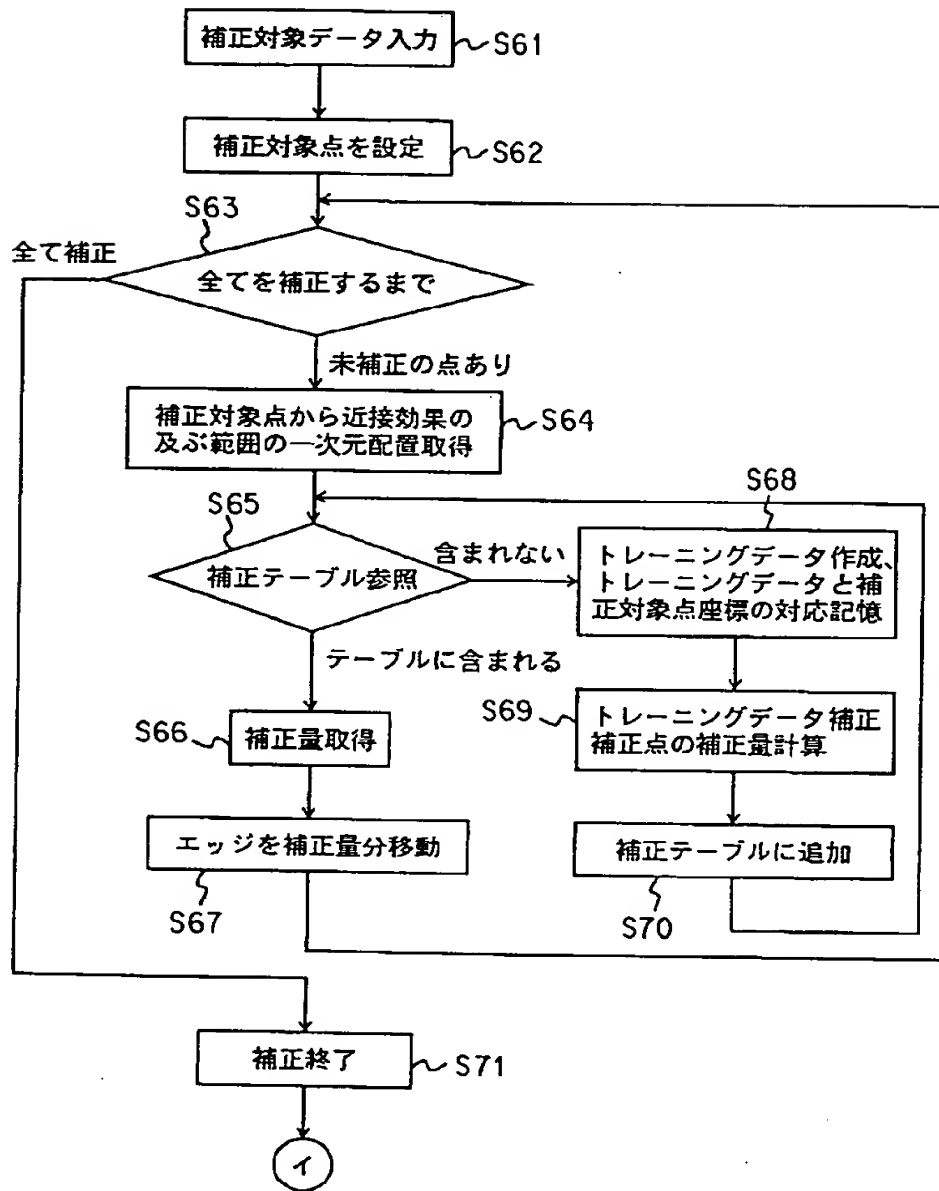 補正対象データ入力
S61
補正対象点を設定
S62
S63
全て補正
全てを補正するまで
未補正の点あり
補正対象点から近接効果の
及ぶ範囲の一次元配置取得
S64
S65
補正テーブル参照
含まれない
S68
トレーニングデータ作成、
トレーニングデータと補
正対象点座標の対応記憶
テーブルに含まれる
S66
補正量取得
S69
トレーニングデータ補正
補正点の補正量計算
エッジを補正量分移動
S67
補正テーブルに追加
S70
補正終了
S71
イ